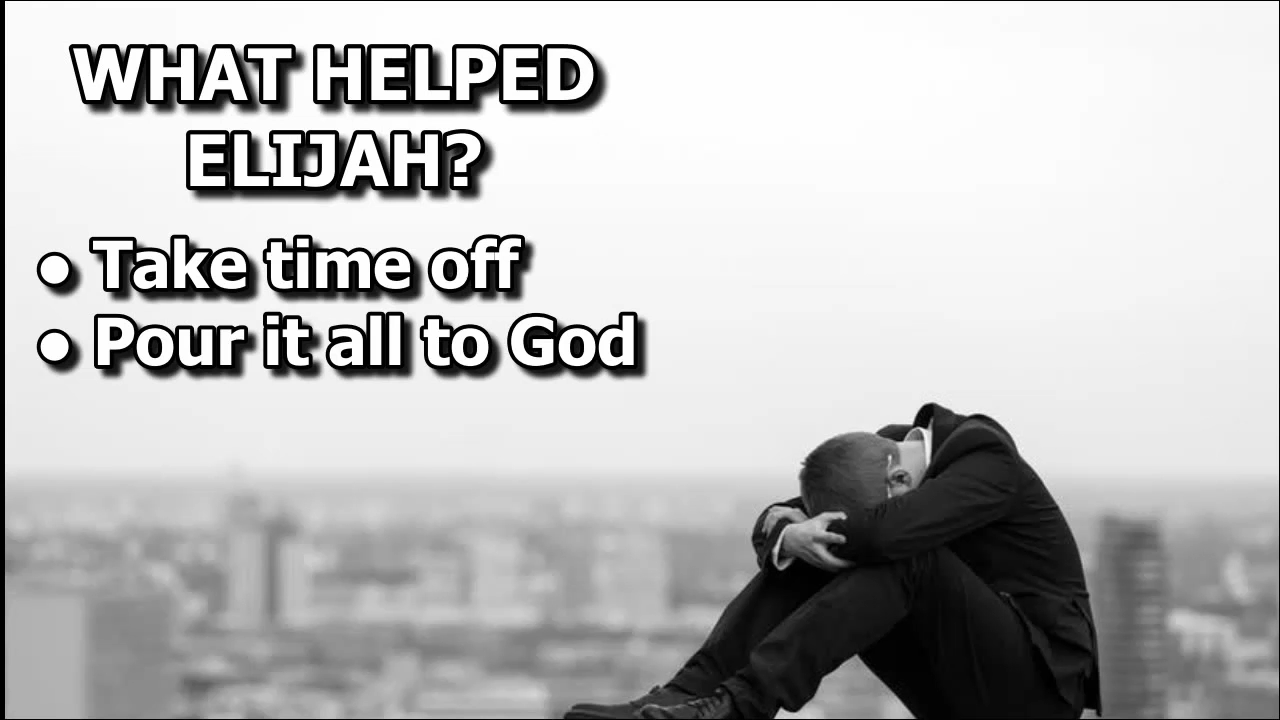 WHAT HELPED
ELIJAH?
• Take time off
• Pour it all to God